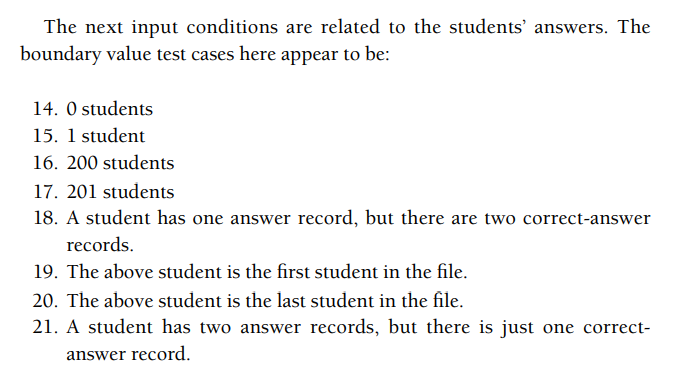 The next input conditions are related to the students’ answers. The
boundary value test cases here appear to be:
14. 0 students
15. 1 student
16. 200 students
17. 201 students
18. A student has one answer record, but there are two correct-answer
records.
19. The above student is the first student in the file.
20. The above student is the last student in the file.
21. A student has two answer records, but there is just one correct-
answer record.